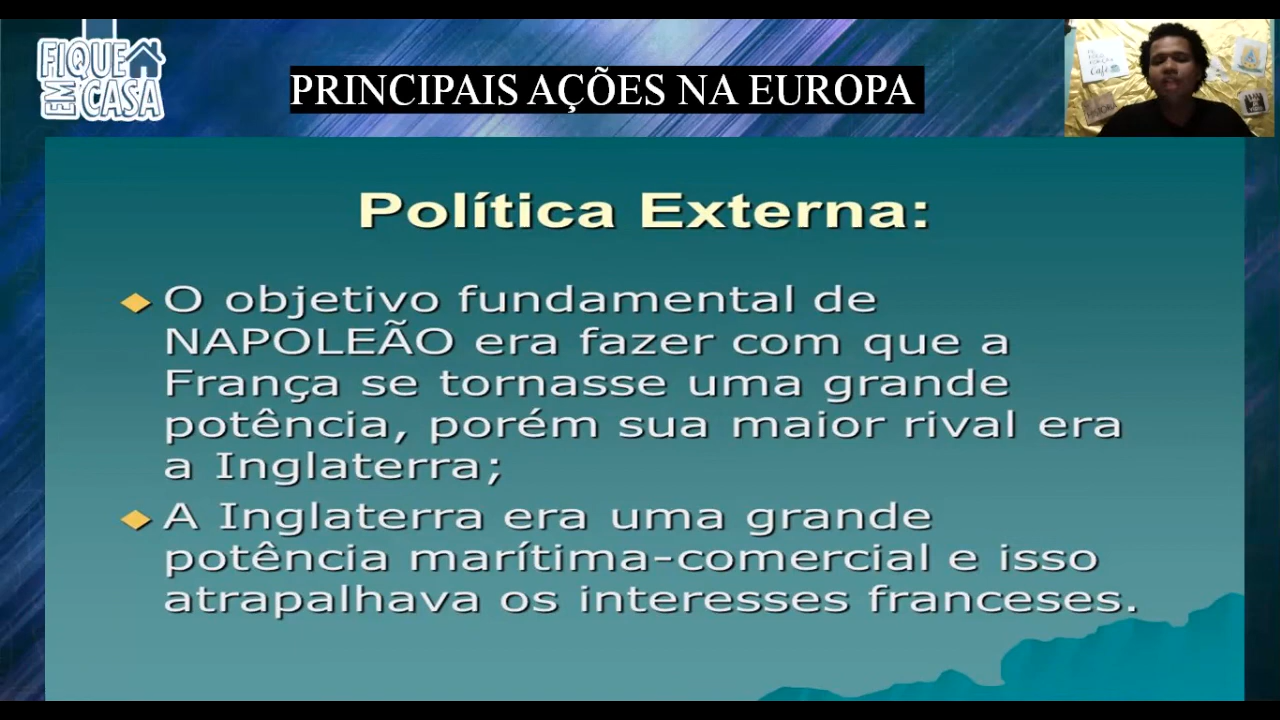 FIQUE
EM CASA
PRINCIPAIS AÇÕES NA EUROPA
Café
Política Externa:
O objetivo fundamental de
NAPOLEÃO era fazer com que a
França se tornasse uma grande
potência, porém sua maior rival era
a Inglaterra;
A Inglaterra era uma grande
potência marítima-comercial e isso
atrapalhava os interesses franceses.